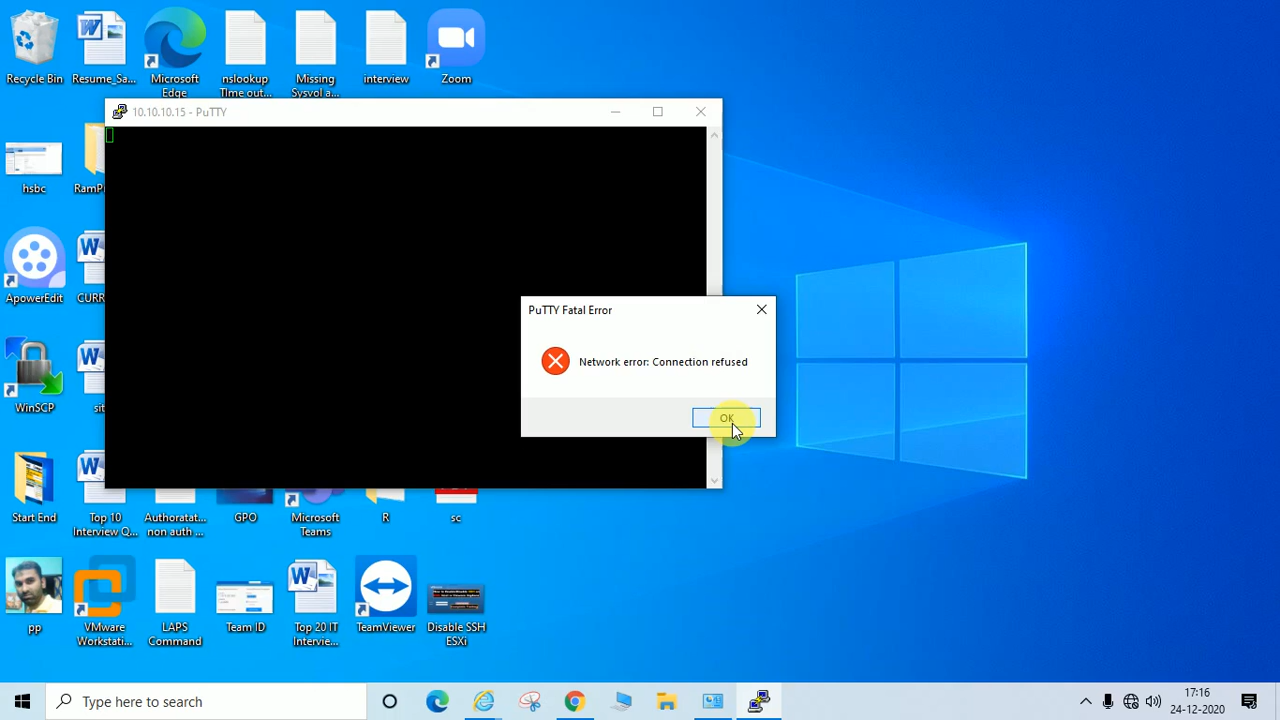 Recycle Bin
Resume_Sa...
Microsoft
Edge
nslookup
TIme out...
Missing
Sysvol a...
interview
Zoom
10.10.10.15 - PuTTY
hsbc
RamP
ApowerEdit
CURR
PuTTY Fatal Error
Network error: Connection refused
OK
WinSCP
sit
Start End
Top 10
Interview Q...
Authoratat...
non auth ...
GPO
Microsoft
Teams
R
sc
pp
VMware
Workstati...
LAPS
Command
Team ID
Top 20 IT
Intervie...
TeamViewer
Disable SSH
ESXi
Type here to search
17:16
24-12-2020